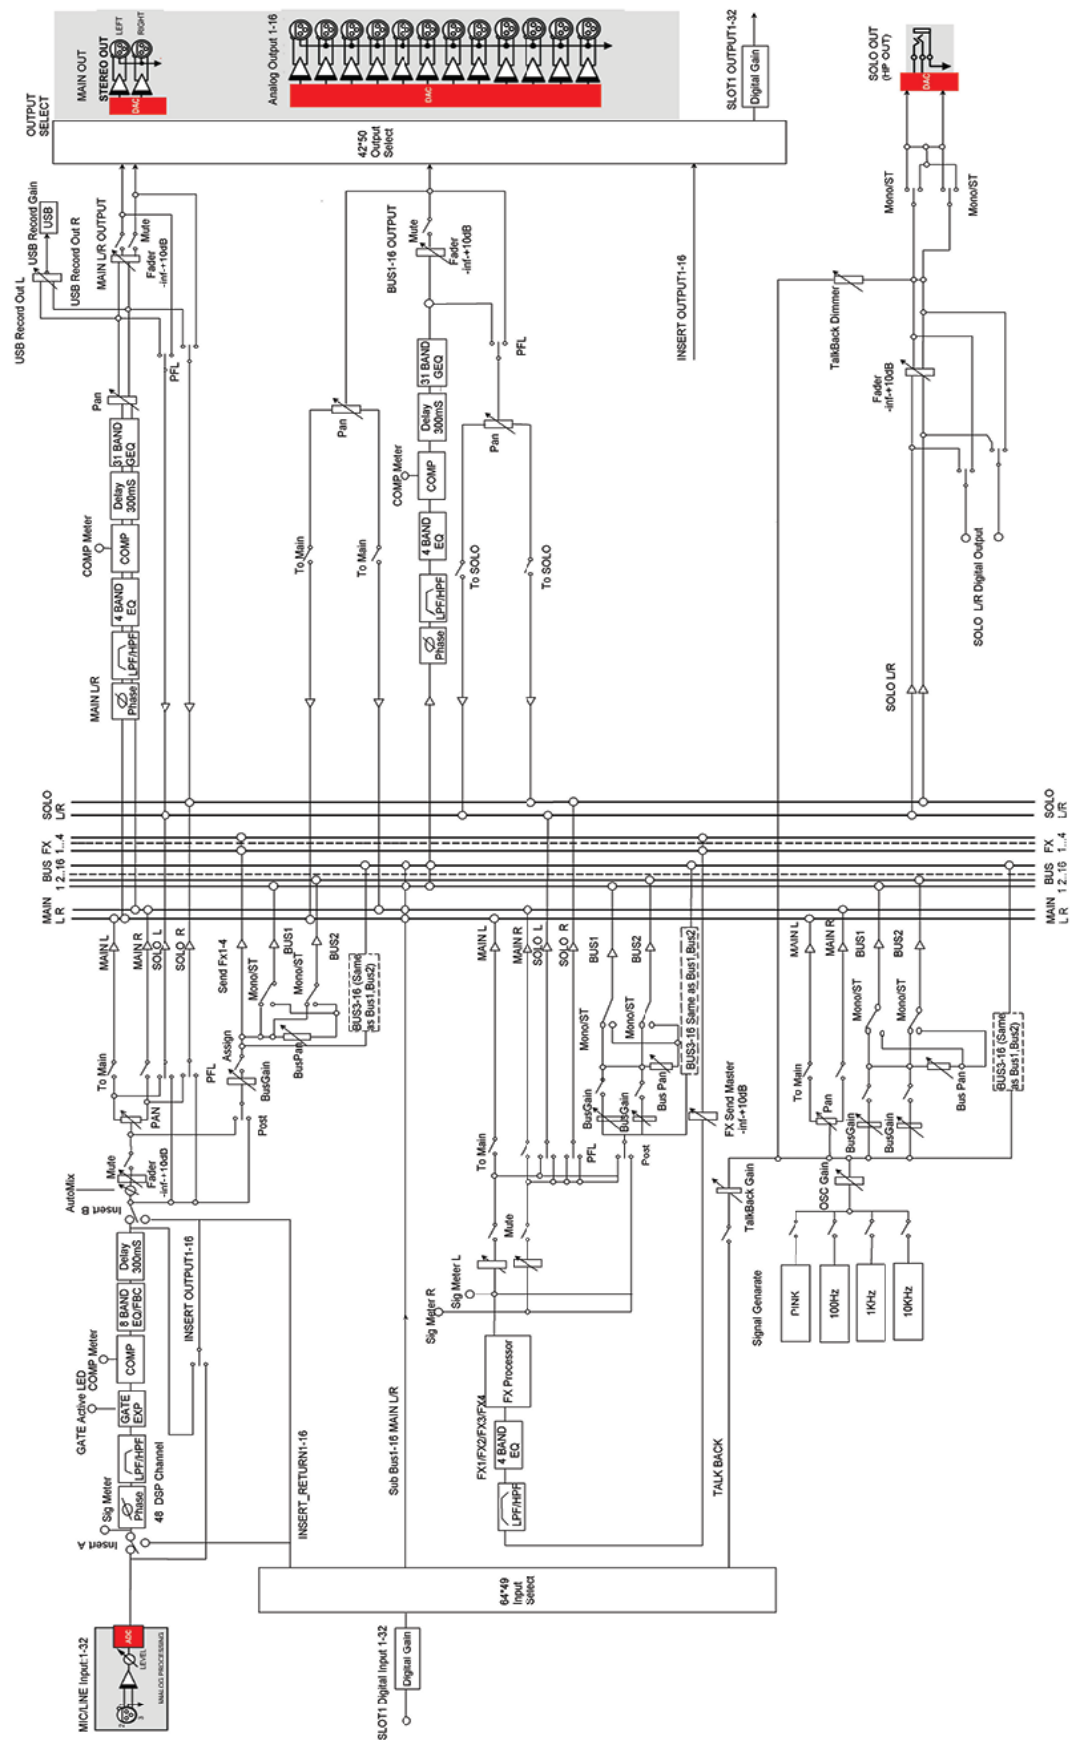 MIC/LINE Input:1-32
ANALOG PROCESSING
LEVEL
ADC
2
3
Insert A
Sig Meter
Phase
LPF/HPF
48 DSP Channel
GATE Active LED
GATE
EXP
COMP Meter
COMP
8 BAND
EQ/FBC
Delay
300mS
INSERT OUTPUT1-16
INSERT_RETURN1-16
Insert B
AutoMix
Mute
Fader
-inf-+10dB
PAN
To Main
MAIN L
MAIN R
SOLO L
SOLO R
Post
PFL
BusGain
Assign
Send Fx1-4
Mono/ST
Mono/ST
BusPan
BUS1
BUS2
BUS3-16 (Same
as Bus1,Bus2)
MAIN
L R
BUS
1 2..16
FX
1...4
SOLO
L/R
MAIN L/R
Phase
LPF/HPF
4 BAND
EQ
COMP Meter
COMP
Delay
300mS
31 BAND
GEQ
Pan
PFL
USB Record Out L
USB Record Gain
USB
USB Record Out R
MAIN L/R OUTPUT
Fader
-inf-+10dB
Mute
OUTPUT
SELECT
MAIN OUT
STEREO OUT
LEFT
RIGHT
DAC
Analog Output 1-16
DAC
42*50
Output
Select
SLOT1 OUTPUT1-32
Digital Gain
SLOT1 Digital Input 1-32
Digital Gain
64*49
Input
Select
Sub Bus1-16 MAIN L/R
To Main
To Main
Pan
Phase
LPF/HPF
4 BAND
EQ
COMP Meter
COMP
Delay
300mS
31 BAND
GEQ
To SOLO
To SOLO
Pan
PFL
BUS1-16 OUTPUT
Fader
-inf-+10dB
Mute
INSERT OUTPUT1-16
FX1/FX2/FX3/FX4
LPF/HPF
4 BAND
EQ
FX Processor
Sig Meter R
Sig Meter L
Mute
To Main
PFL
Post
BusGain
BusGain
Bus Pan
Mono/ST
Mono/ST
MAIN L
MAIN R
SOLO L
SOLO R
BUS1
BUS2
BUS3-16 Same as Bus1,Bus2)
FX Send Master
-inf-+10dB
TALK BACK
TalkBack Gain
Signal Genarate
PINK
100Hz
1KHz
10KHz
OSC Gain
Pan
To Main
BusGain
BusGain
Bus Pan
Mono/ST
Mono/ST
MAIN L
MAIN R
BUS1
BUS2
BUS3-16 (Same
as Bus1,Bus2)
MAIN
L R
BUS
1 2..16
FX
1...4
SOLO
L/R
SOLO L/R
SOLO L/R Digital Output
Fader
-inf-+10dB
TalkBack Dimmer
Mono/ST
Mono/ST
DAC
SOLO OUT
(HP OUT)